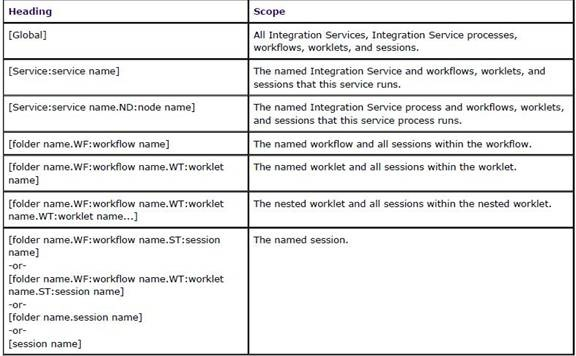 Heading
Scope
[Global]
All Integration Services, Integration Service processes,
workflows, worklets, and sessions.
[Service:service name]
The named Integration Service and workflows, worklets, and
sessions that this service runs.
[Service:service name.ND:node name]
The named Integration Service process and workflows, worklets,
and sessions that this service process runs.
[folder name.WF:workflow name]
The named workflow and all sessions within the workflow.
[folder name.WF:workflow name.WT:worklet
name]
The named worklet and all sessions within the worklet.
[folder name.WF:workflow name.WT:worklet
name.WT:worklet name...]
The nested worklet and all sessions within the nested worklet.
[folder name.WF:workflow name.ST:session
name]
-or-
[folder name.WF:workflow name.WT:worklet
name.ST:session name]
-or-
[folder name.session name]
-or-
[session name]
The named session.